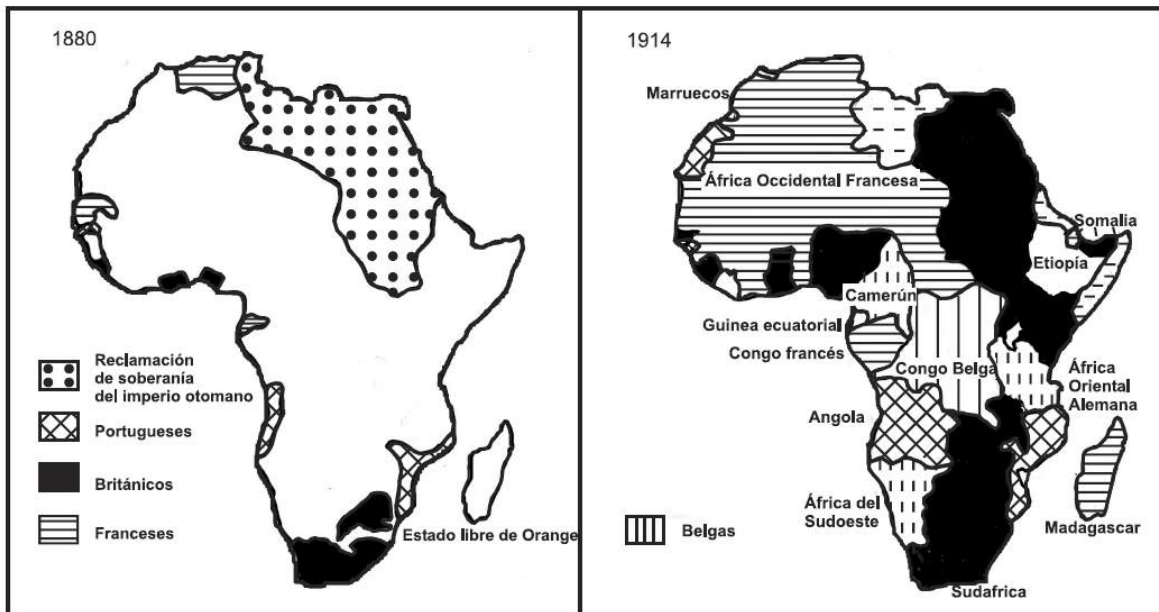 1880
Reclamación
de soberanía
del imperio otomano
Portugueses
Británicos
Franceses
Estado libre de Orange
1914
Marruecos
África Occidental Francesa
Somalia
Etiopía
Camerún
Guinea ecuatorial
Congo francés
Congo Belga
África
Oriental
Alemana
Angola
África del
Sudoeste
Belgas
Madagascar
Sudafrica